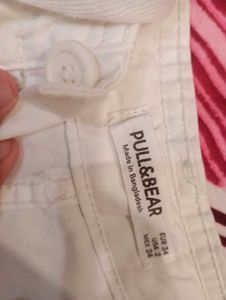 PULL&BEAR
Made in Bangladesh
EUR 34
USA 2
MEX 24